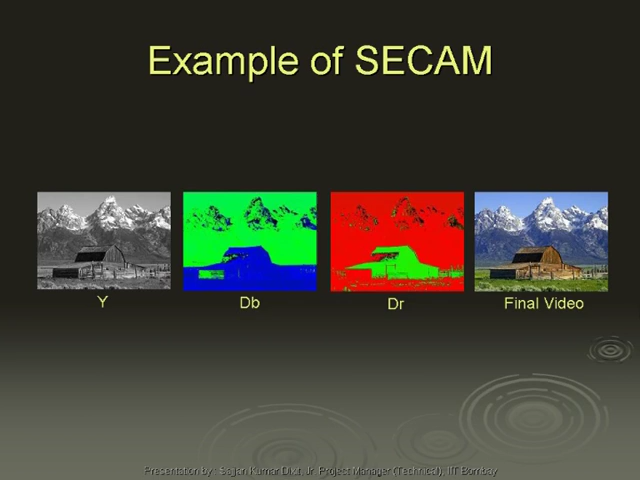 Example of SECAM
Y
Db
Dr
Final Video
Presentation by : Sajan Kumar Dixit, Jr. Project Manager (Technical), IIT Bombay